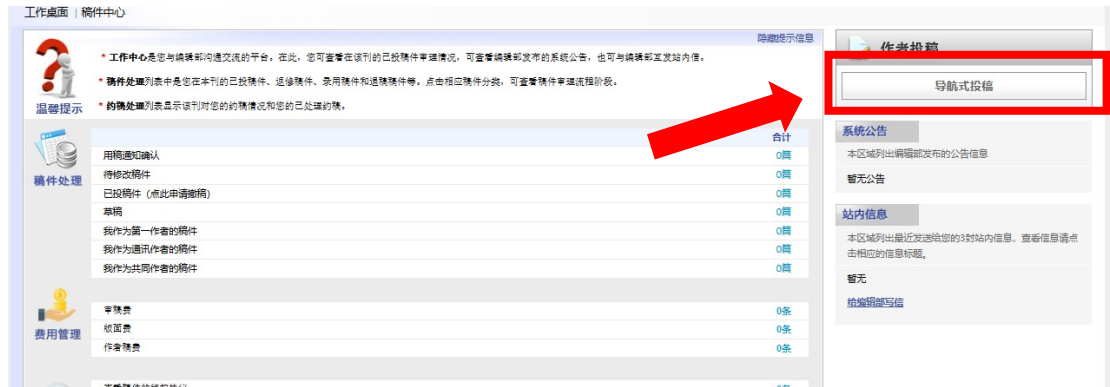 工作桌面 | 稿件中心
隐藏提示信息
* 工作中心是您与编辑部沟通交流的平台。在此，您可查看在该刊的已投稿件审理情况，可查看编辑部发布的系统公告，也可与编辑部互发站内信。
* 稿件处理列表中是您在本刊的已投稿件、返修稿件、录用稿件和退稿稿件等。点击相应稿件分类，可查看稿件审理流程阶段。
* 约稿处理列表显示该刊对您的约稿情况和您的已处理约稿。
温馨提示
稿件处理
合计
用稿通知确认 0篇
待修改稿件 0篇
已投稿件（点此申请撤稿） 0篇
草稿 0篇
我作为第一作者的稿件 0篇
我作为通讯作者的稿件 0篇
我作为共同作者的稿件 0篇
费用管理
审稿费 0条
版面费 0条
作者稿费 0条
作者投稿
导航式投稿
系统公告
本区域列出编辑部发布的公告信息
暂无公告
站内信息
本区域列出最近发送给您的3封站内信息，查看信息请点
击相应的信息标题。
暂无
给编辑部写信